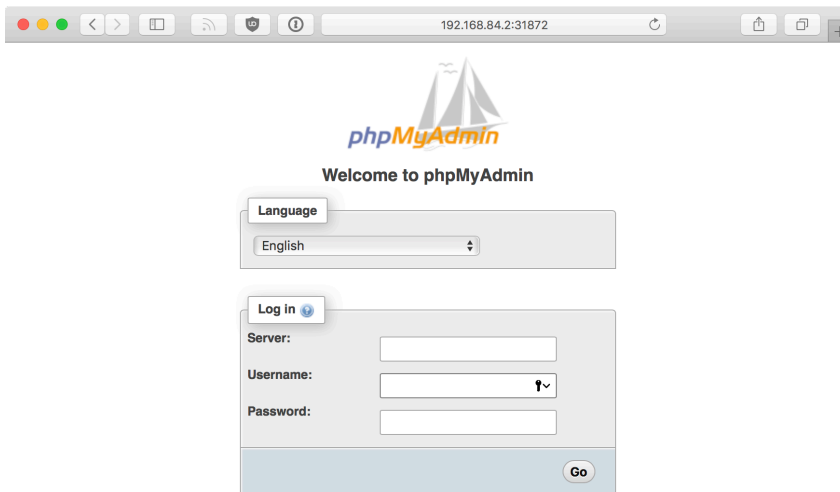 192.168.84.2:31872
phpMyAdmin
Welcome to phpMyAdmin
Language
English
Log in
Server:
Username:
Password:
Go